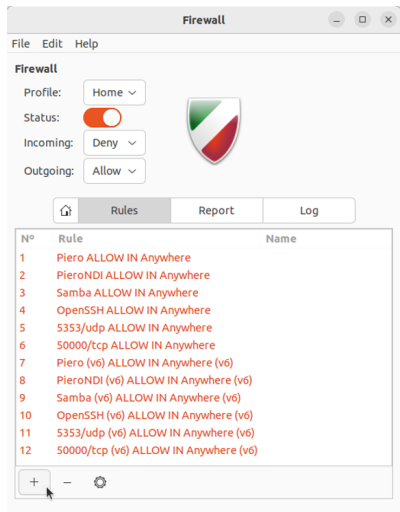 Firewall
File Edit Help
Firewall
Profile: Home
Status:
Incoming: Deny
Outgoing: Allow
Rules Report Log
Nº Rule Name
1 Piero ALLOW IN Anywhere
2 PieroNDI ALLOW IN Anywhere
3 Samba ALLOW IN Anywhere
4 OpenSSH ALLOW IN Anywhere
5 5353/udp ALLOW IN Anywhere
6 50000/tcp ALLOW IN Anywhere
7 Piero (v6) ALLOW IN Anywhere (v6)
8 PieroNDI (v6) ALLOW IN Anywhere (v6)
9 Samba (v6) ALLOW IN Anywhere (v6)
10 OpenSSH (v6) ALLOW IN Anywhere (v6)
11 5353/udp (v6) ALLOW IN Anywhere (v6)
12 50000/tcp (v6) ALLOW IN Anywhere (v6)